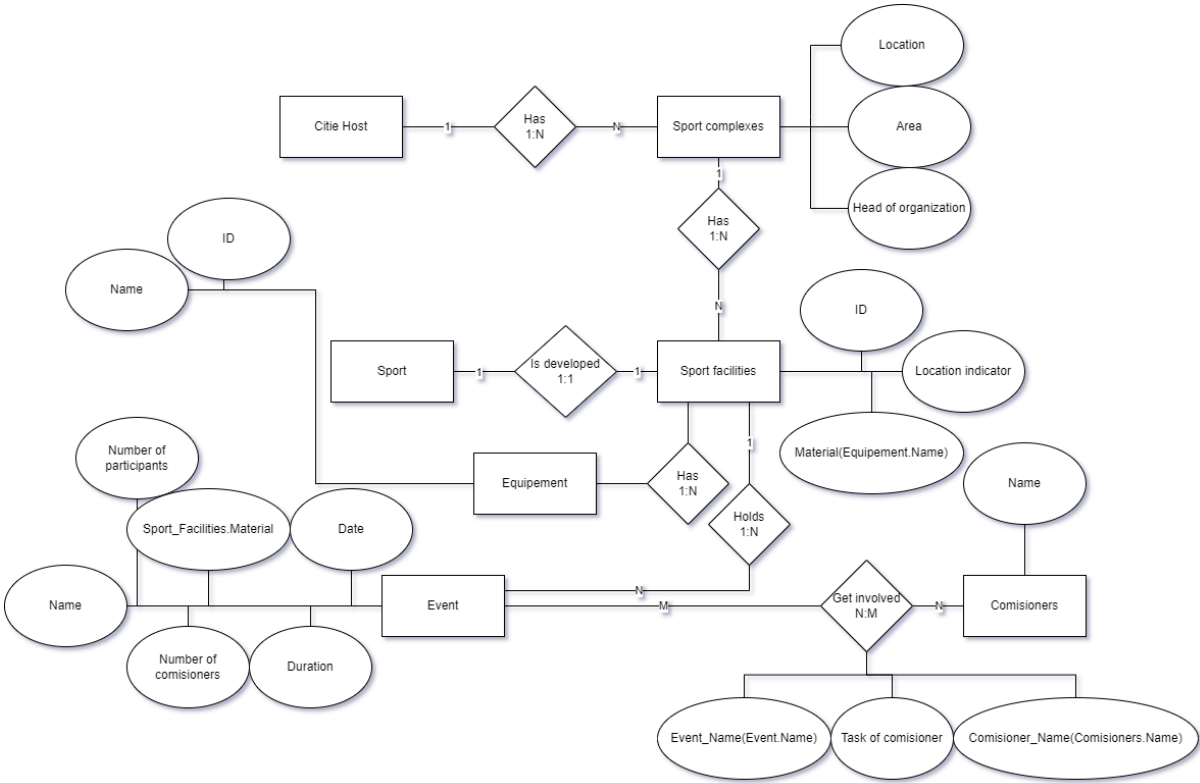 Location
Citie Host
1
Has
1:N
N
Sport complexes
Area
1
Head of organization
Has
1:N
ID
Name
N
ID
Sport
1
Is developed
1:1
1
Sport facilities
Location indicator
Number of
participants
1
Material(Equipement.Name)
Equipement
Has
1:N
Name
Sport_Facilities.Material
Date
Holds
1:N
N
Name
Event
M
Get involved
N:M
N
Comisioners
Number of
comisioners
Duration
Event_Name(Event.Name)
Task of comisioner
Comisioner_Name(Comisioners.Name)